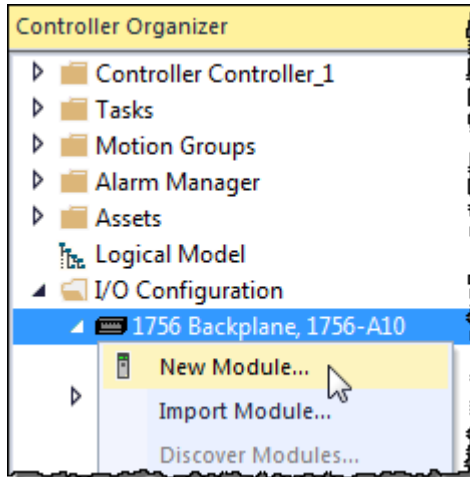 Controller Organizer
Controller Controller_1
Tasks
Motion Groups
Alarm Manager
Assets
Logical Model
I/O Configuration
1756 Backplane, 1756-A10
New Module...
Import Module...
Discover Modules...